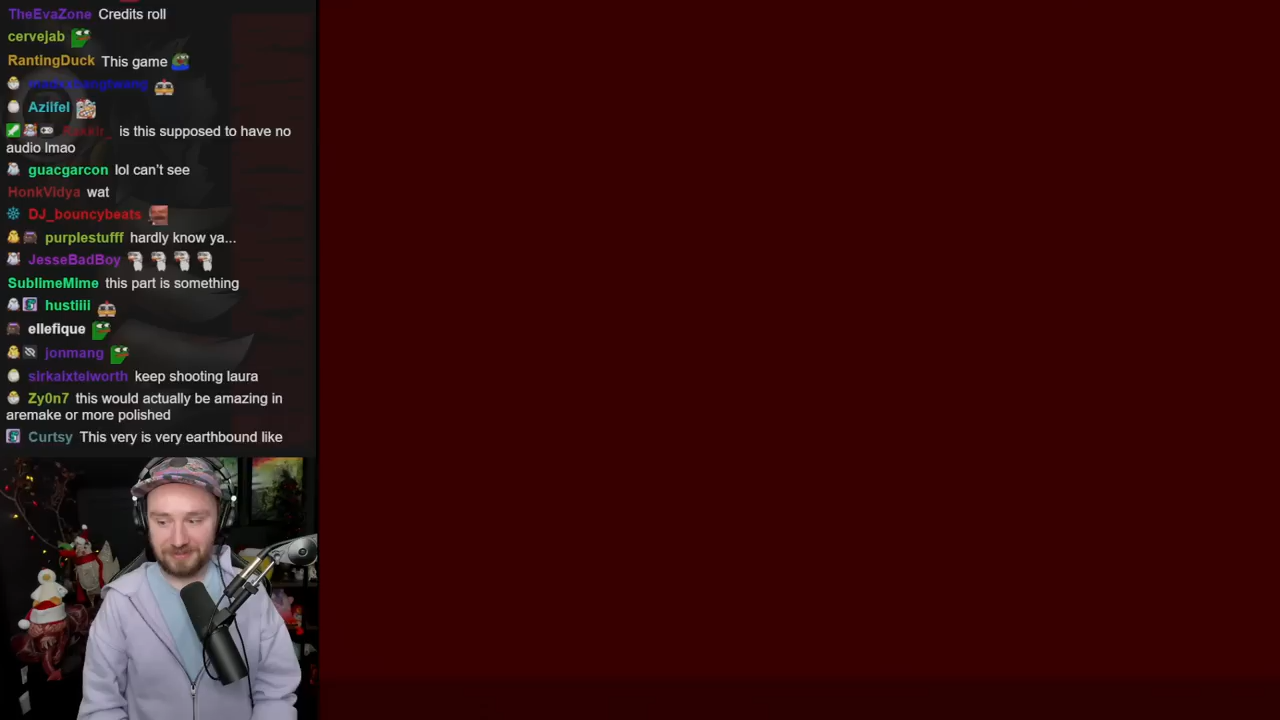 TheEvaZone Credits roll
cervejab
RantingDuck This game
Azilfel
is this supposed to have no
audio lmao
guacgarcon lol can't see
HonkVidya wat
DJ_bouncybeats
purplestufff hardly know ya...
JesseBadBoy
SublimeMIme this part is something
hustiiii
ellefique
jonmang
sirkalxtelworth keep shooting laura
Zy0n7 this would actually be amazing in
aremake or more polished
Curtsy This very is very earthbound like